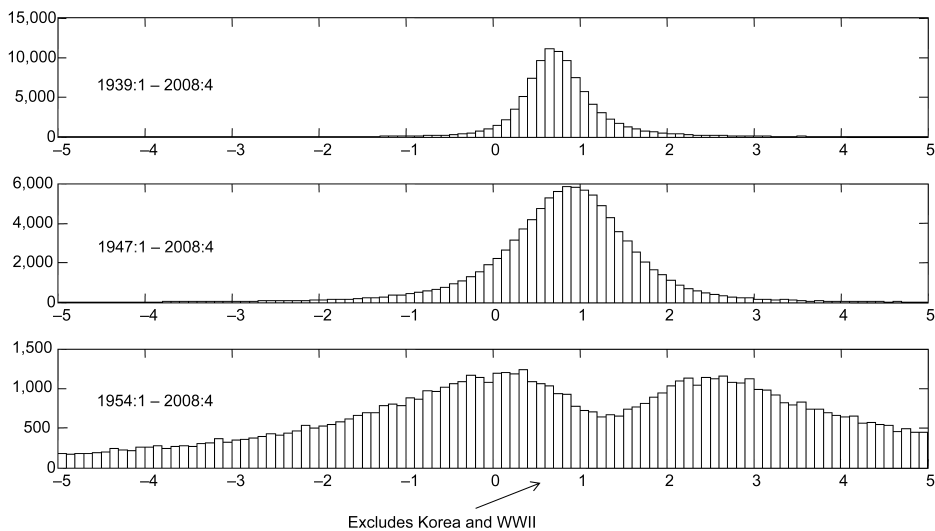 15,000
10,000
5,000
0
–5 –4 –3 –2 –1 0 1 2 3 4 5
1939:1 – 2008:4
6,000
4,000
2,000
0
–5 –4 –3 –2 –1 0 1 2 3 4 5
1947:1 – 2008:4
1,500
1,000
500
0
–5 –4 –3 –2 –1 0 1 2 3 4 5
1954:1 – 2008:4
Excludes Korea and WWII